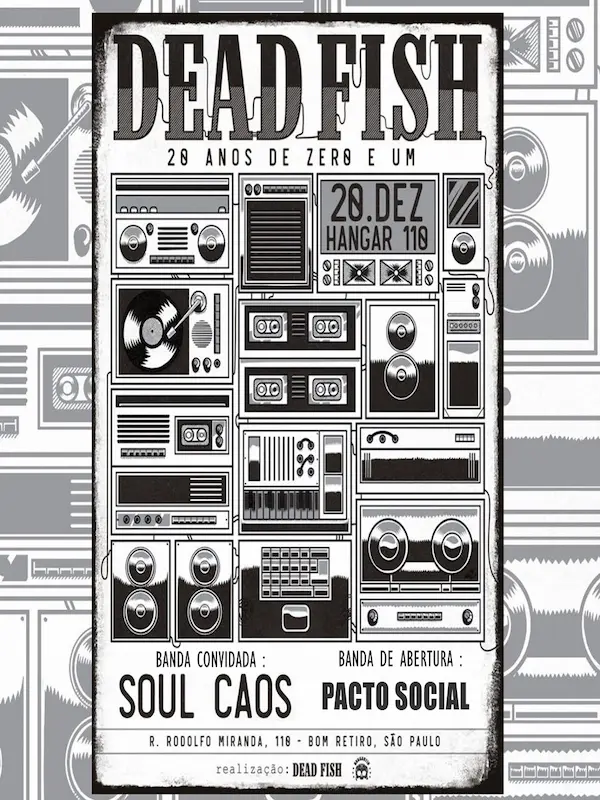 DEAD FISH
20 ANOS DE ZERO E UM
20.DEZ
HANGAR 110
BANDA CONVIDADA :
SOUL CAOS
BANDA DE ABERTURA :
PACTO SOCIAL
R. RODOLFO MIRANDA, 110 - BOM RETIRO, SÃO PAULO
realização: DEAD FISH